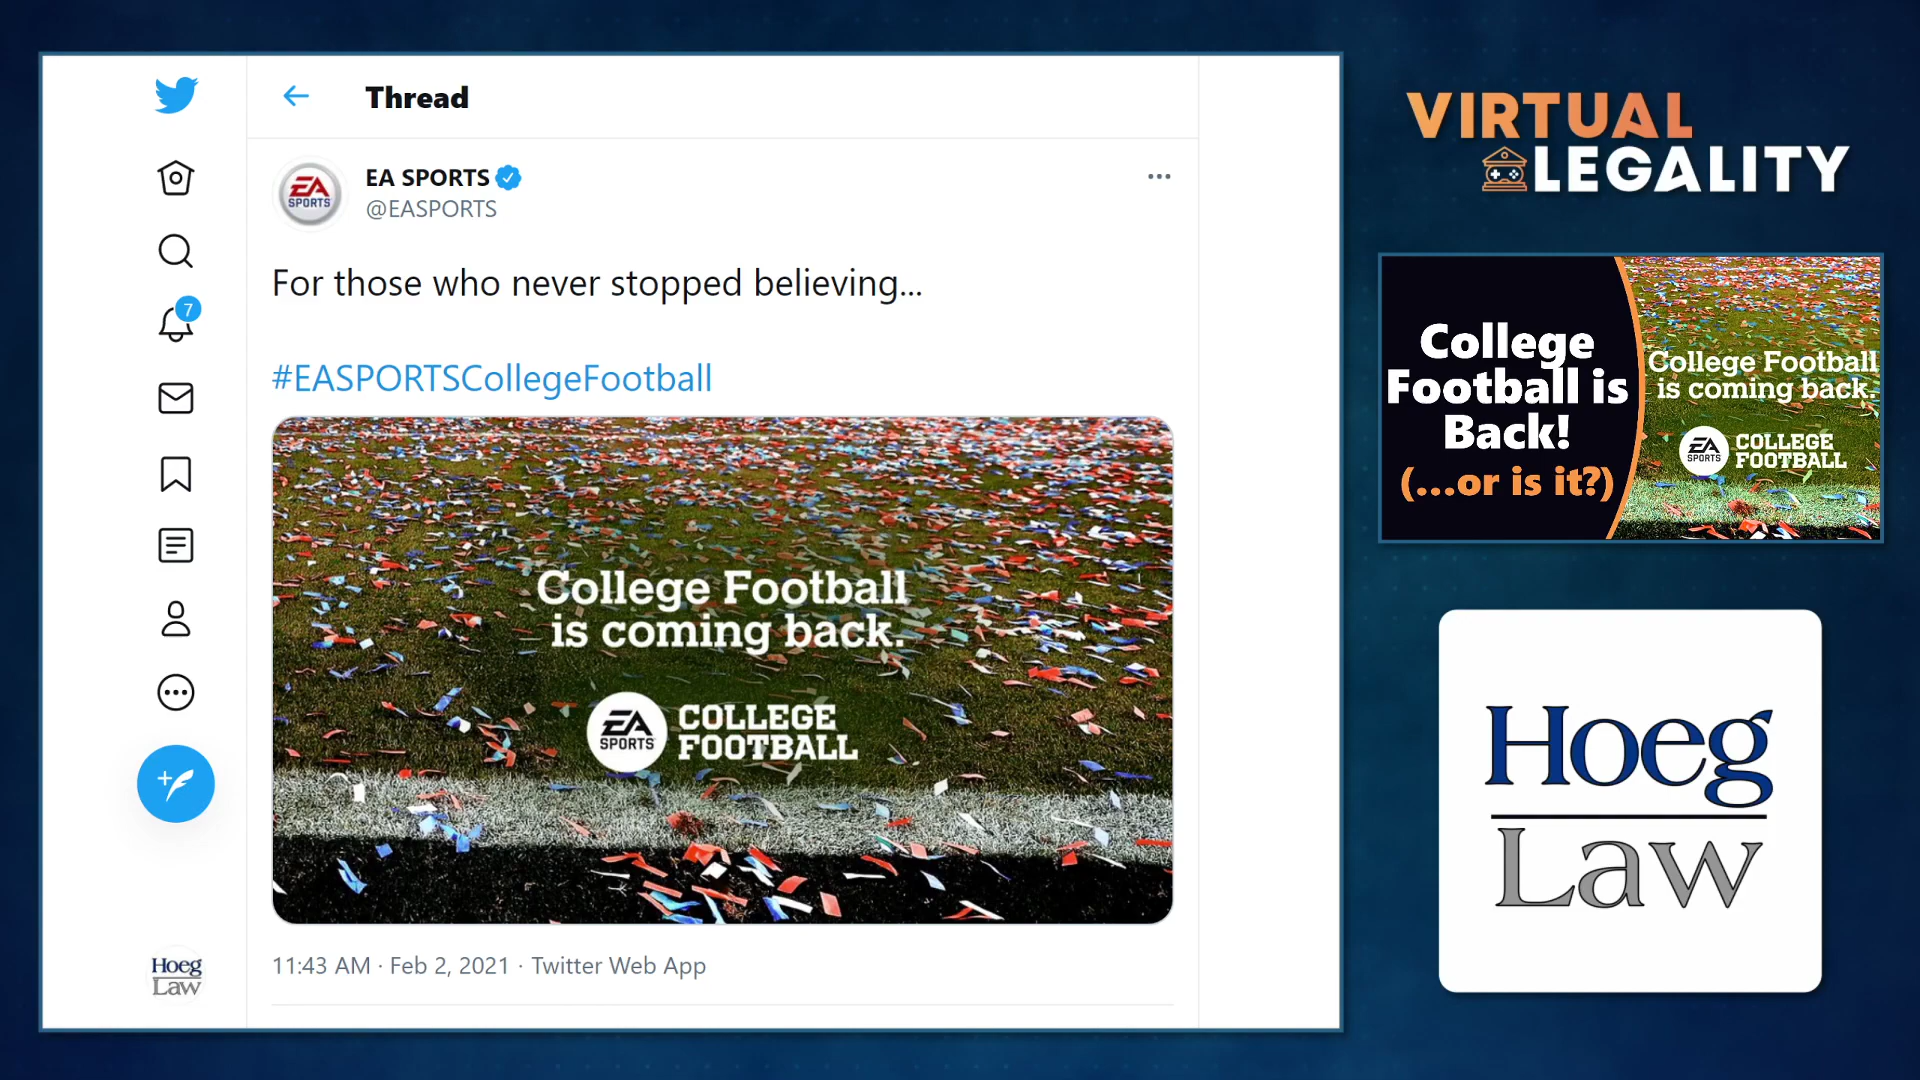 Thread
EA SPORTS
@EASPORTS
For those who never stopped believing...
#EASPORTSCollegeFootball
College Football
is coming back.
EA
SPORTS
COLLEGE
FOOTBALL
11:43 AM · Feb 2, 2021 · Twitter Web App
7
Hoeg
Law
EA
SPORTS
VIRTUAL
LEGALITY
College
Football is
Back!
(...or is it?)
College Football
is coming back.
EA
SPORTS
COLLEGE
FOOTBALL
Hoeg
Law